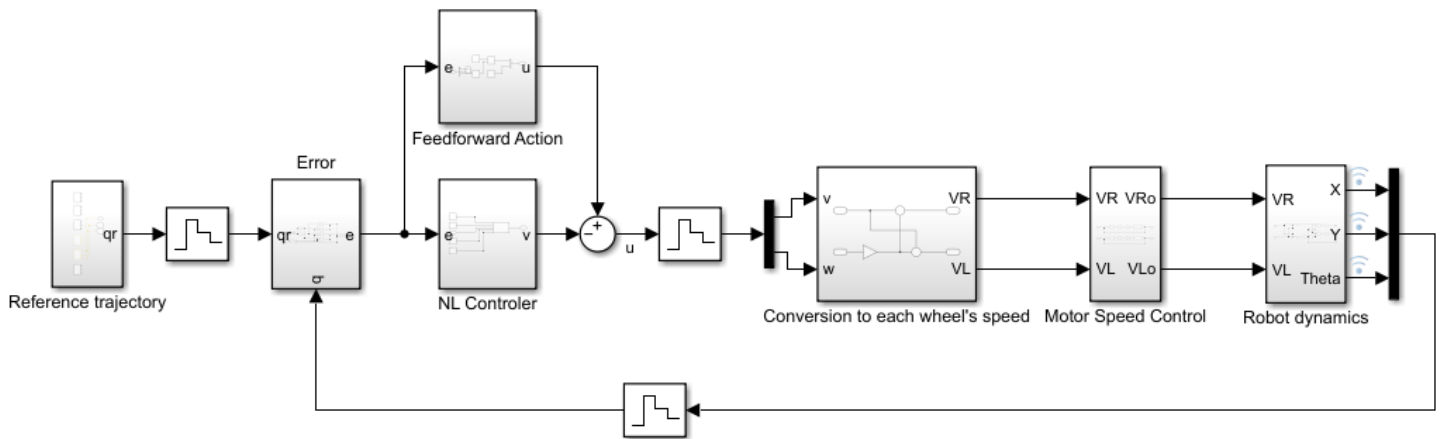 e
u
Feedforward Action
Error
qr
Reference trajectory
qr
e
q
e
v
NL Controler
+
−
u
v
w
VR
VL
Conversion to each wheel's speed
VR
VL
VRo
VLo
Motor Speed Control
VR
VL
X
Y
Theta
Robot dynamics